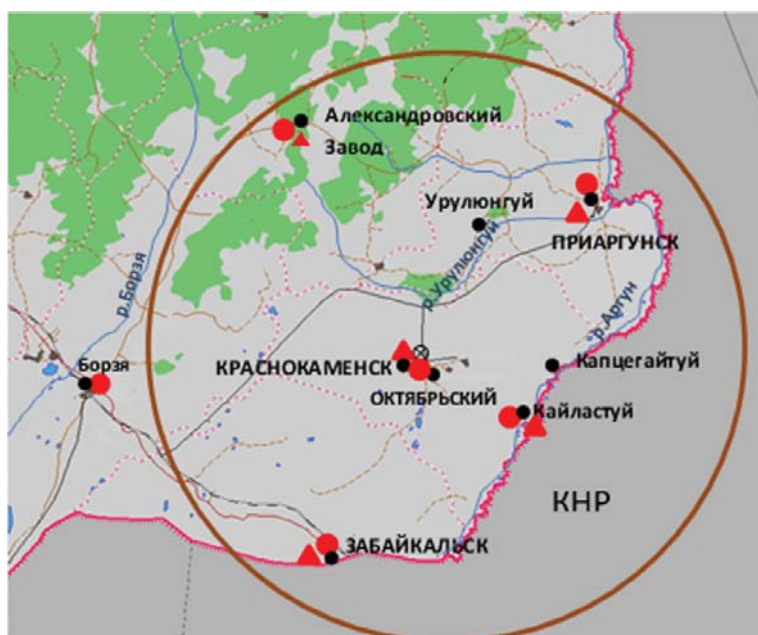 Александровский
Завод
Урулюнгуй
ПРИАРГУНСК
р.Борзя
р.Урулюнгуй
р.Аргун
Борзя
КРАСНОКАМЕНСК
Капцегайтуй
ОКТЯБРЬСКИЙ
Кайластуй
КНР
ЗАБАЙКАЛЬСК